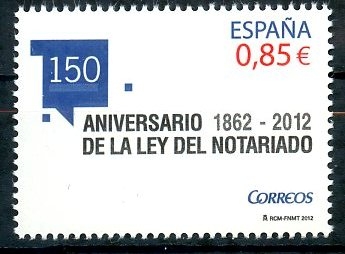 ESPAÑA
0,85 €
150
ANIVERSARIO 1862 - 2012
DE LA LEY DEL NOTARIADO
CORREOS
RCM-FNMT 2012